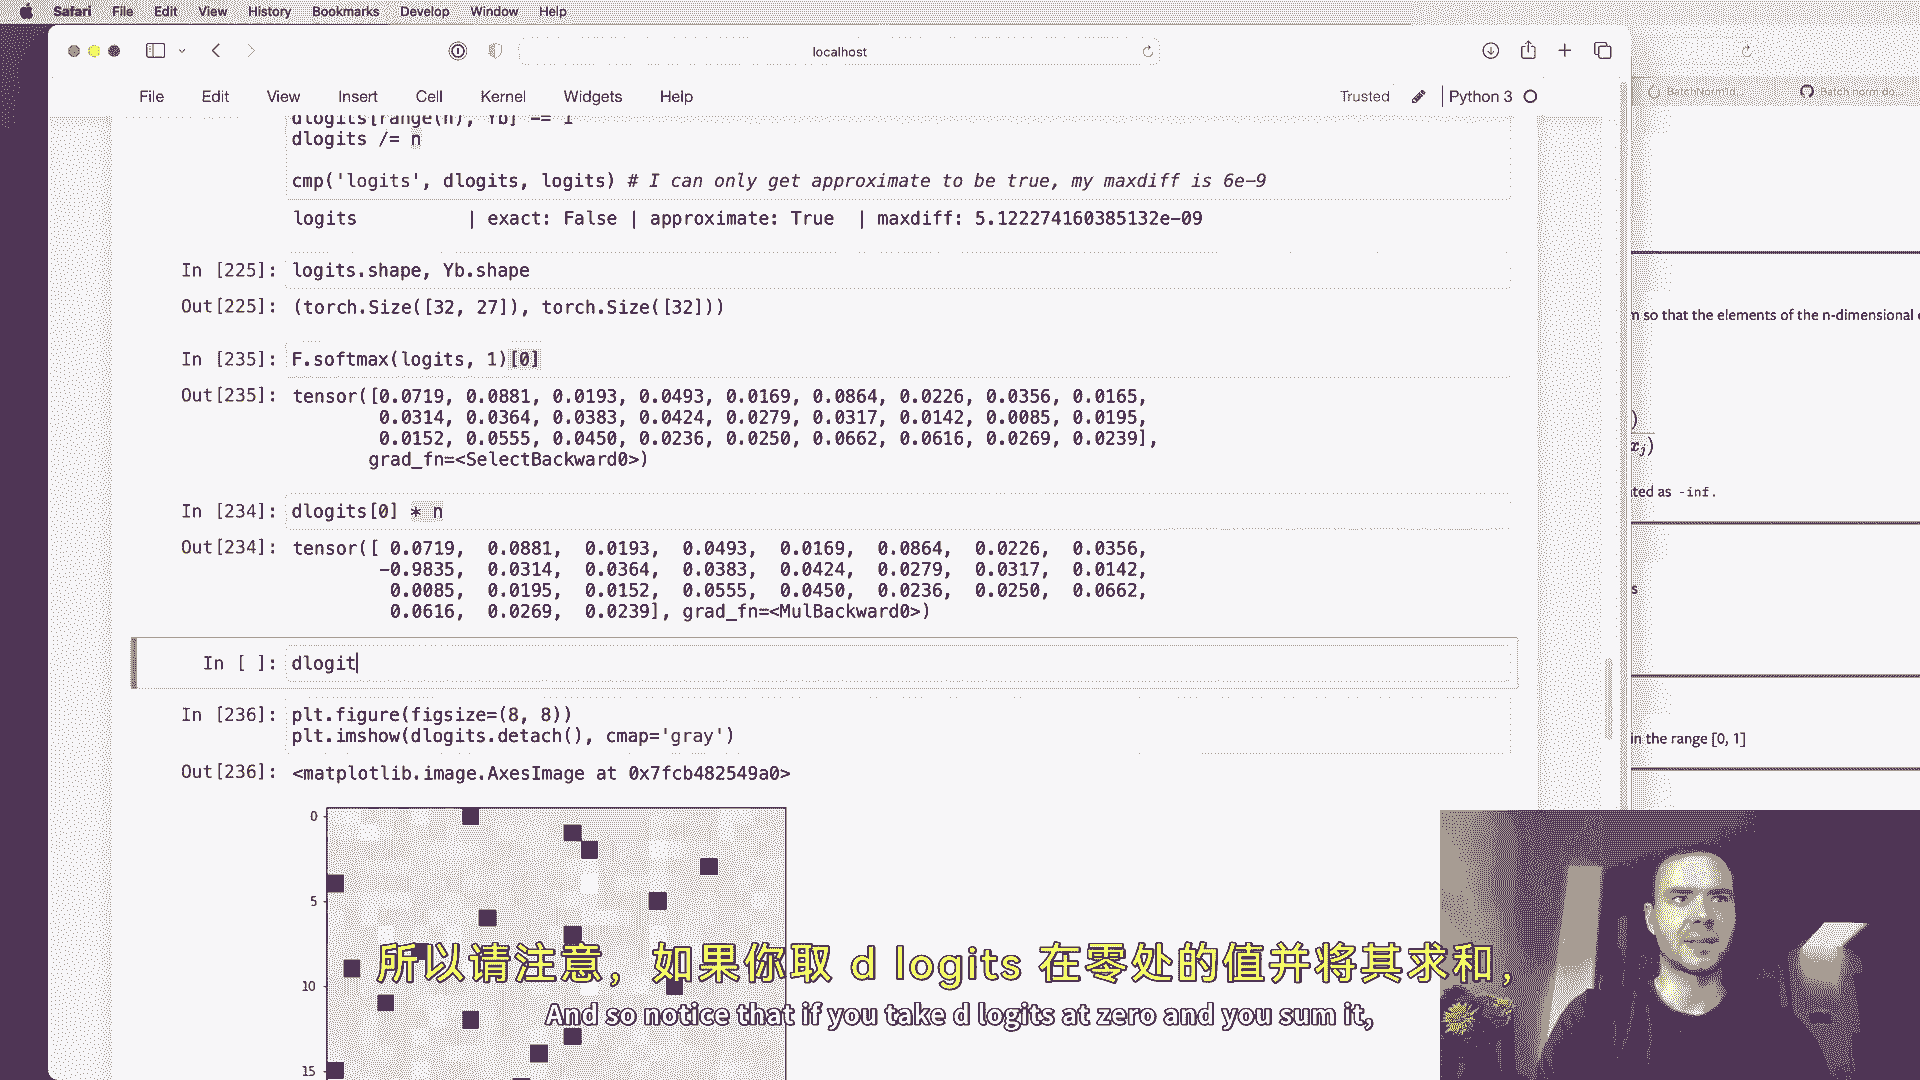 Safari File Edit View History Bookmarks Develop Window Help
localhost
File Edit View Insert Cell Kernel Widgets Help
Trusted Python 3
BatchNorm1d... Batch norm do...
dlogits[range(n), Yb] -= 1
dlogits /= n
cmp('logits', dlogits, logits) # I can only get approximate to be true, my maxdiff is 6e-9
logits | exact: False | approximate: True | maxdiff: 5.122274160385132e-09
In [225]: logits.shape, Yb.shape
Out[225]: (torch.Size([32, 27]), torch.Size([32]))
In [235]: F.softmax(logits, 1)[0]
Out[235]: tensor([0.0719, 0.0881, 0.0193, 0.0493, 0.0169, 0.0864, 0.0226, 0.0356, 0.0165,
0.0314, 0.0364, 0.0383, 0.0424, 0.0279, 0.0317, 0.0142, 0.0085, 0.0195,
0.0152, 0.0555, 0.0450, 0.0236, 0.0250, 0.0662, 0.0616, 0.0269, 0.0239],
grad_fn=<SelectBackward0>)
In [234]: dlogits[0] * n
Out[234]: tensor([ 0.0719, 0.0881, 0.0193, 0.0493, 0.0169, 0.0864, 0.0226, 0.0356,
-0.9835, 0.0314, 0.0364, 0.0383, 0.0424, 0.0279, 0.0317, 0.0142,
0.0085, 0.0195, 0.0152, 0.0555, 0.0450, 0.0236, 0.0250, 0.0662,
0.0616, 0.0269, 0.0239], grad_fn=<MulBackward0>)
In [ ]: dlogit
In [236]: plt.figure(figsize=(8, 8))
plt.imshow(dlogits.detach(), cmap='gray')
Out[236]: <matplotlib.image.AxesImage at 0x7fcb482549a0>
0
5
10
15
so that the elements of the n-dimensional
x_j)
ted as -inf.
s
in the range [0, 1]
所以请注意，如果你取 d logits 在零处的值并将其求和，
And so notice that if you take d logits at zero and you sum it,